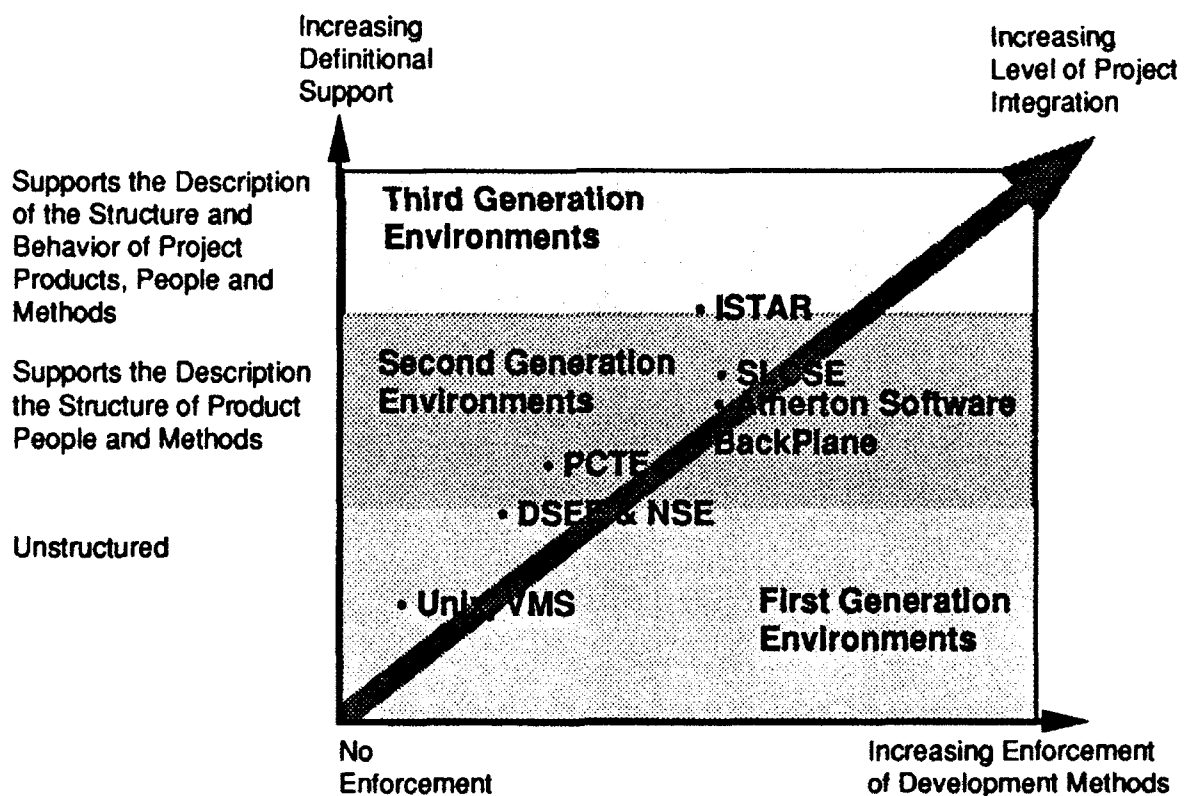 Increasing
Definitional
Support
Increasing
Level of Project
Integration
Supports the Description
of the Structure and
Behavior of Project
Products, People and
Methods
Third Generation
Environments
• ISTAR
Supports the Description
the Structure of Product
People and Methods
Second Generation
Environments
•
• Software
BackPlane
• PCTE
• & NSE
Unstructured
• VMS
First Generation
Environments
No
Enforcement
Increasing Enforcement
of Development Methods